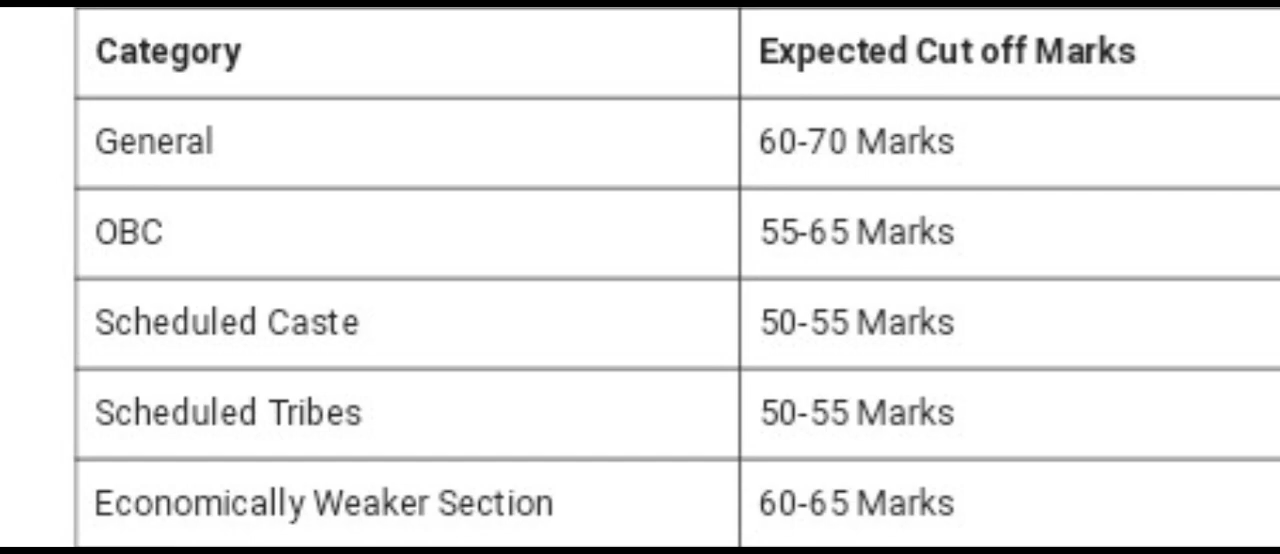 Category Expected Cut off Marks
General 60-70 Marks
OBC 55-65 Marks
Scheduled Caste 50-55 Marks
Scheduled Tribes 50-55 Marks
Economically Weaker Section 60-65 Marks